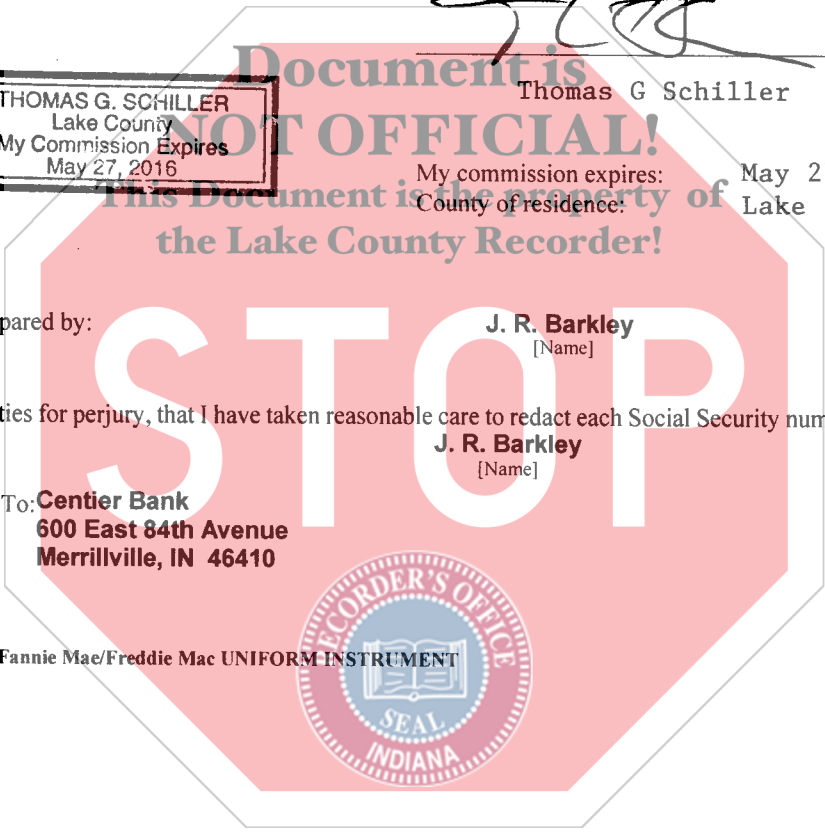 Document is
THOMAS G. SCHILLER
Lake County
My Commission Expires
May 27, 2016
Thomas G Schiller
NOT OFFICIAL!
My commission expires: May 2
This Document is the property of
County of residence: Lake
the Lake County Recorder!
pared by:
J. R. Barkley
[Name]
STOP
ties for perjury, that I have taken reasonable care to redact each Social Security num
J. R. Barkley
[Name]
To: Centier Bank
600 East 84th Avenue
Merrillville, IN 46410
RECORDER'S OFFICE
Fannie Mae/Freddie Mac UNIFORM INSTRUMENT
SEAL
INDIANA